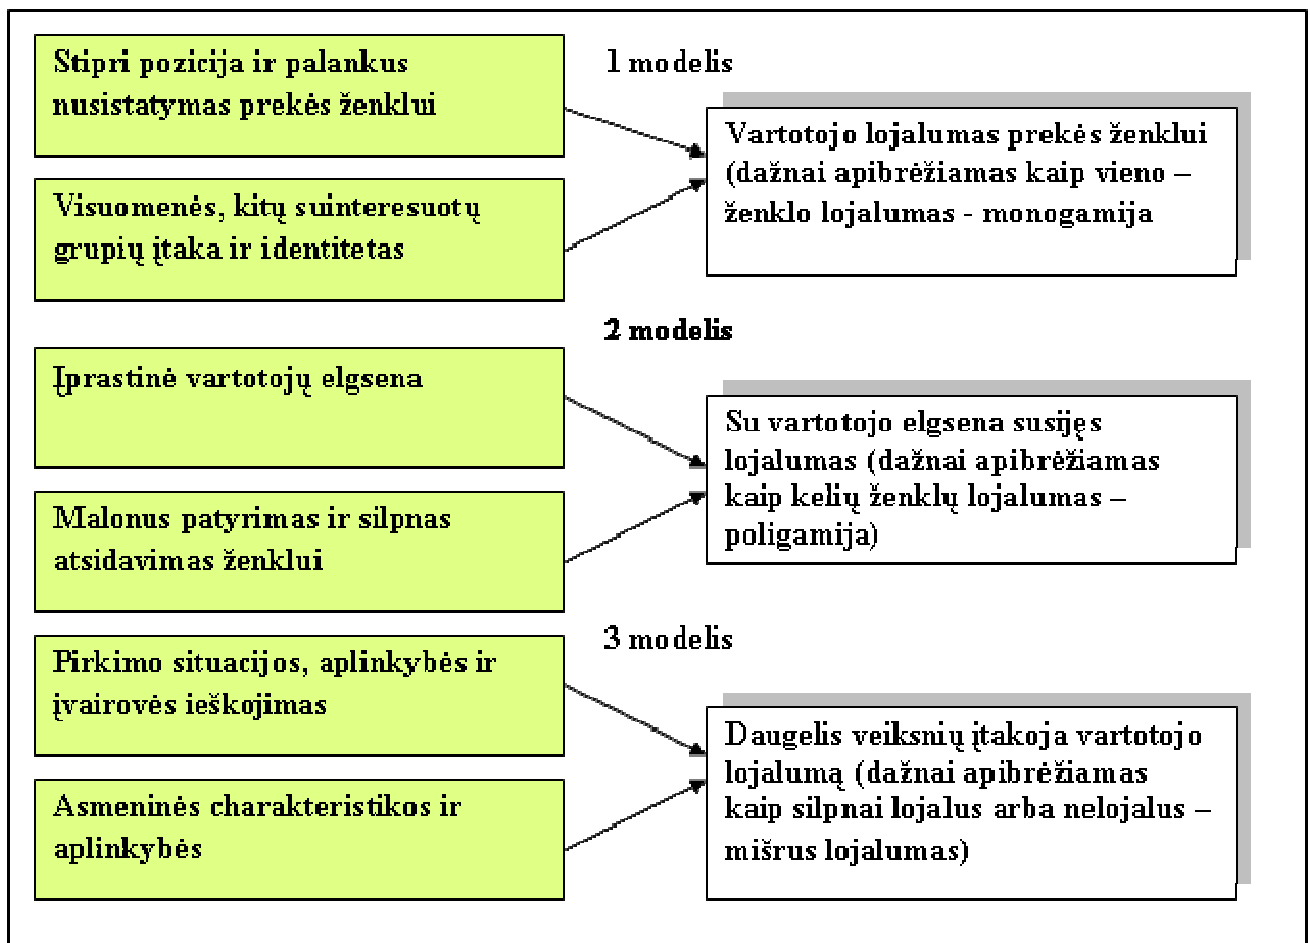 Stipri pozicija ir palankus
nusistatymas prekės ženklui
1 modelis
Visuomenės, kitų suinteresuotų
grupių įtaka ir identitetas
Vartotojo lojalumas prekės ženklui
(dažnai apibrėžiamas kaip vieno –
ženklo lojalumas - monogamija
2 modelis
Įprastinė vartotojų elgsena
Malonus patyrimas ir silpnas
atsidavimas ženklui
Su vartotojo elgsena susijęs
lojalumas (dažnai apibrėžiamas
kaip kelių ženklų lojalumas –
poligamija)
3 modelis
Pirkimo situacijos, aplinkybės ir
įvairovės ieškojimas
Asmeninės charakteristikos ir
aplinkybės
Daugelis veiksnių įtakoja vartotojo
lojalumą (dažnai apibrėžiamas
kaip silpnai lojalus arba nelojalus –
mišrus lojalumas)